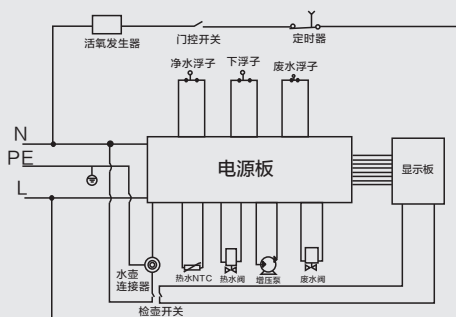 活氧发生器
门控开关
定时器
净水浮子
下浮子
废水浮子
N
PE
L
电源板
显示板
水壶
连接器
热水NTC
热水阀
增压泵
废水阀
检壶开关